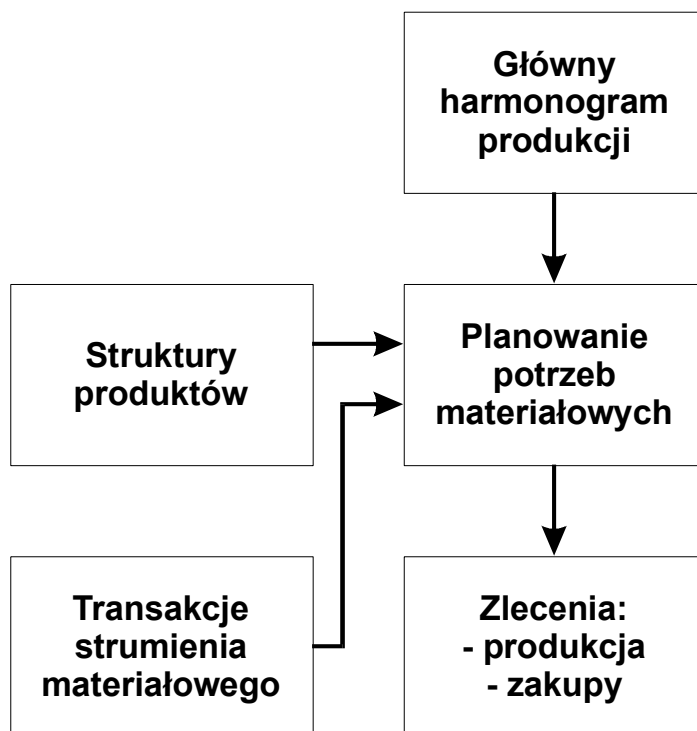 Główny
harmonogram
produkcji
Struktury
produktów
Planowanie
potrzeb
materiałowych
Transakcje
strumienia
materiałowego
Zlecenia:
- produkcja
- zakupy